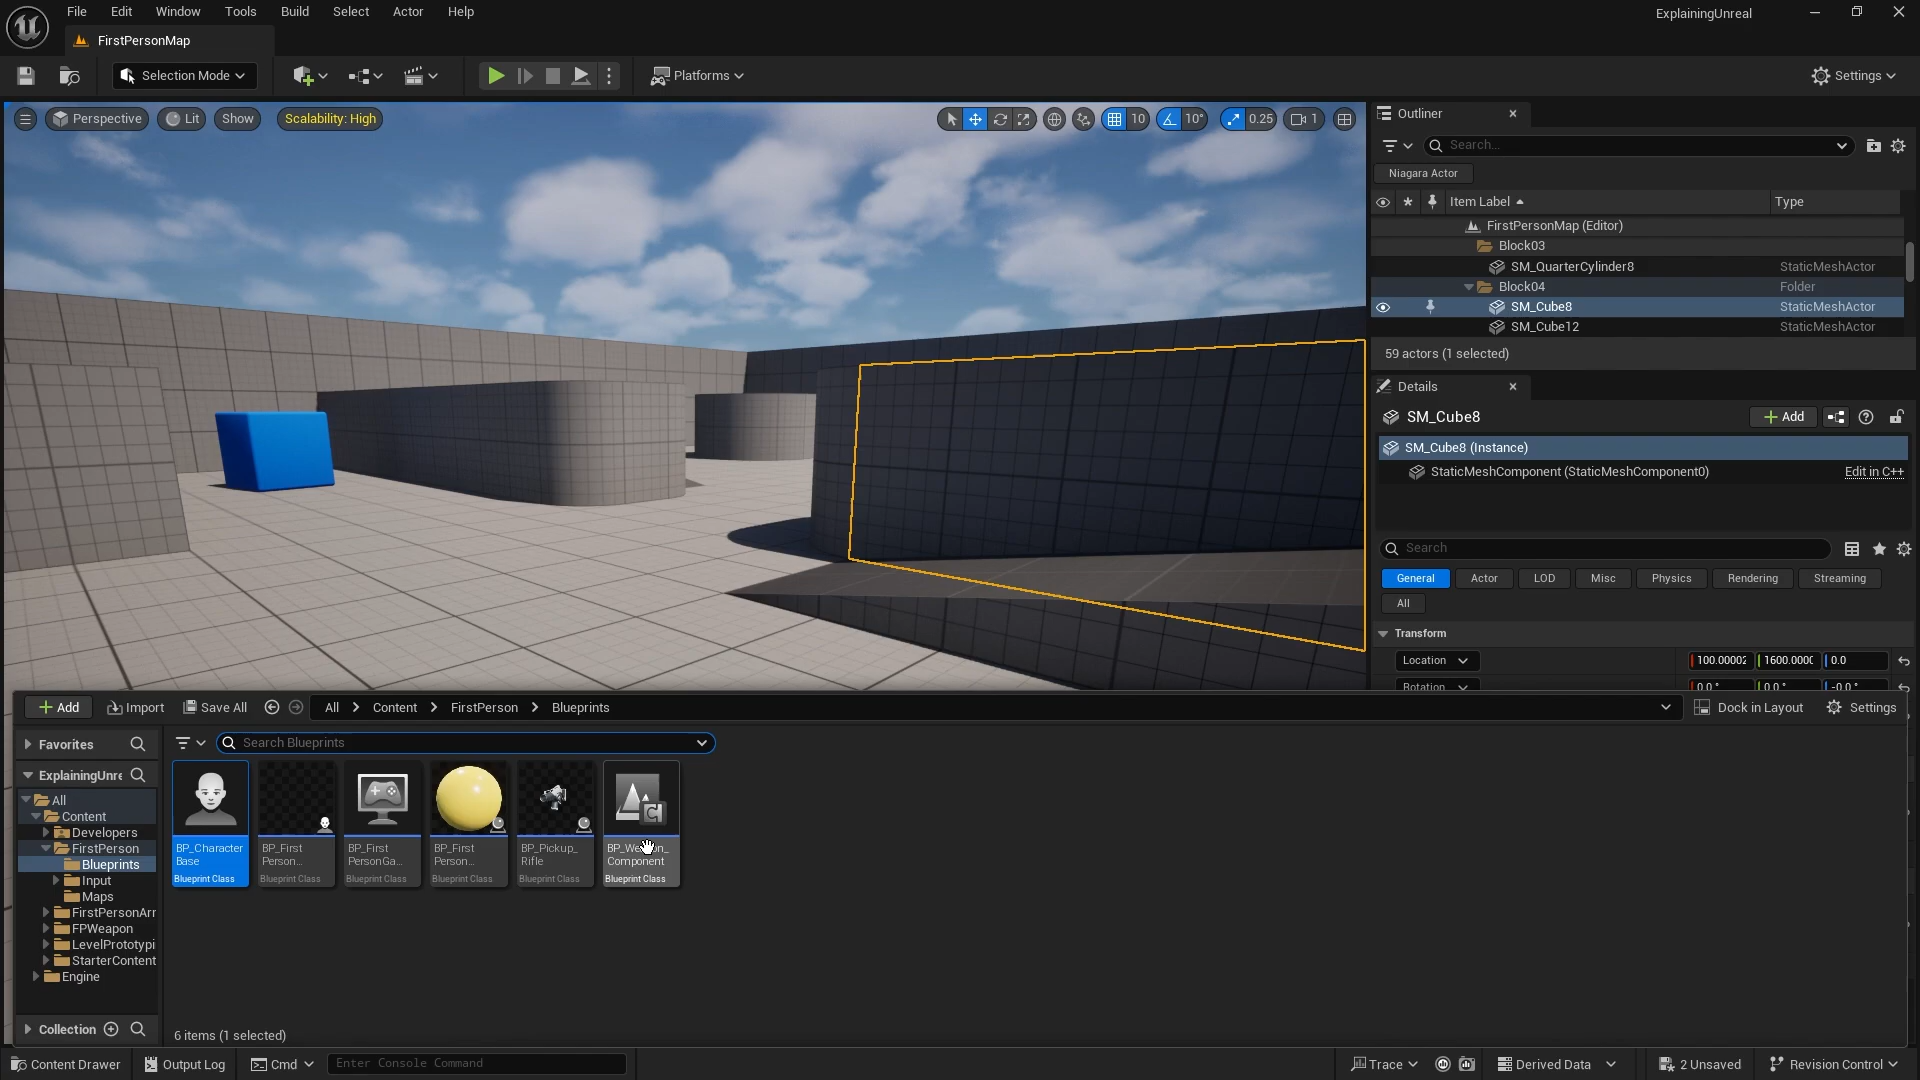 File Edit Window Tools Build Select Actor Help
ExplainingUnreal
FirstPersonMap
Selection Mode
Platforms
Settings
Perspective Lit Show Scalability: High
10 10° 0.25 1
Outliner
Search...
Niagara Actor
Item Label Type
FirstPersonMap (Editor)
Block03
SM_QuarterCylinder8 StaticMeshActor
Block04 Folder
SM_Cube8 StaticMeshActor
SM_Cube12 StaticMeshActor
59 actors (1 selected)
Details
SM_Cube8
Add
SM_Cube8 (Instance)
StaticMeshComponent (StaticMeshComponent0) Edit in C++
Search
General Actor LOD Misc Physics Rendering Streaming
All
Transform
Location 100.00002 1600.000 0.0
Rotation 0.0° 0.0° -0.0°
Add Import Save All All Content FirstPerson Blueprints
Dock in Layout Settings
Favorites
Search Blueprints
ExplainingUnre
All
Content
Developers
FirstPerson
Blueprints
Input
Maps
FirstPersonArr
FPWeapon
LevelPrototypi
StarterContent
Engine
BP_Character
Base
Blueprint Class
BP_First
Person...
Blueprint Class
BP_First
PersonGa...
Blueprint Class
BP_First
Person...
Blueprint Class
BP_Pickup_
Rifle
Blueprint Class
Component
Blueprint Class
Collection
6 items (1 selected)
Content Drawer Output Log Cmd Enter Console Command
Trace Derived Data 2 Unsaved Revision Control